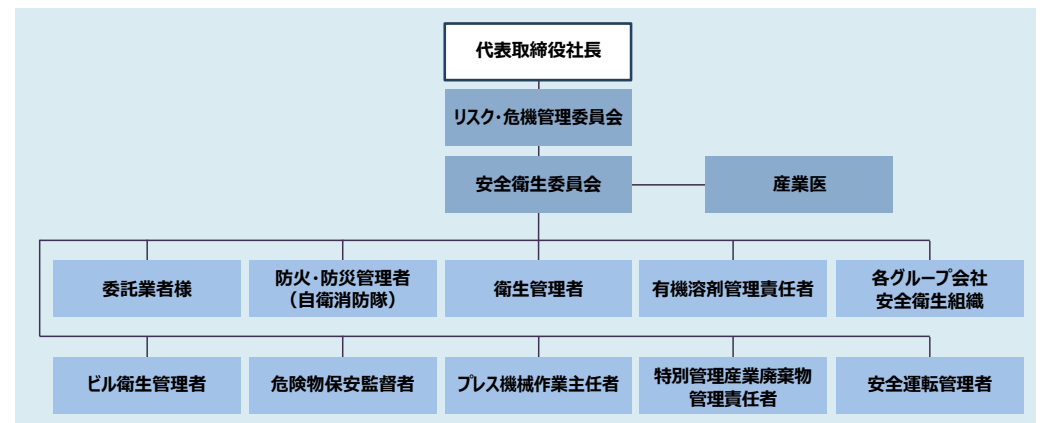 代表取締役社長
リスク・危機管理委員会
安全衛生委員会
産業医
委託業者様
防火・防災管理者
（自衛消防隊）
衛生管理者
有機溶剤管理責任者
各グループ会社
安全衛生組織
ビル衛生管理者
危険物保安監督者
プレス機械作業主任者
特別管理産業廃棄物
管理責任者
安全運転管理者